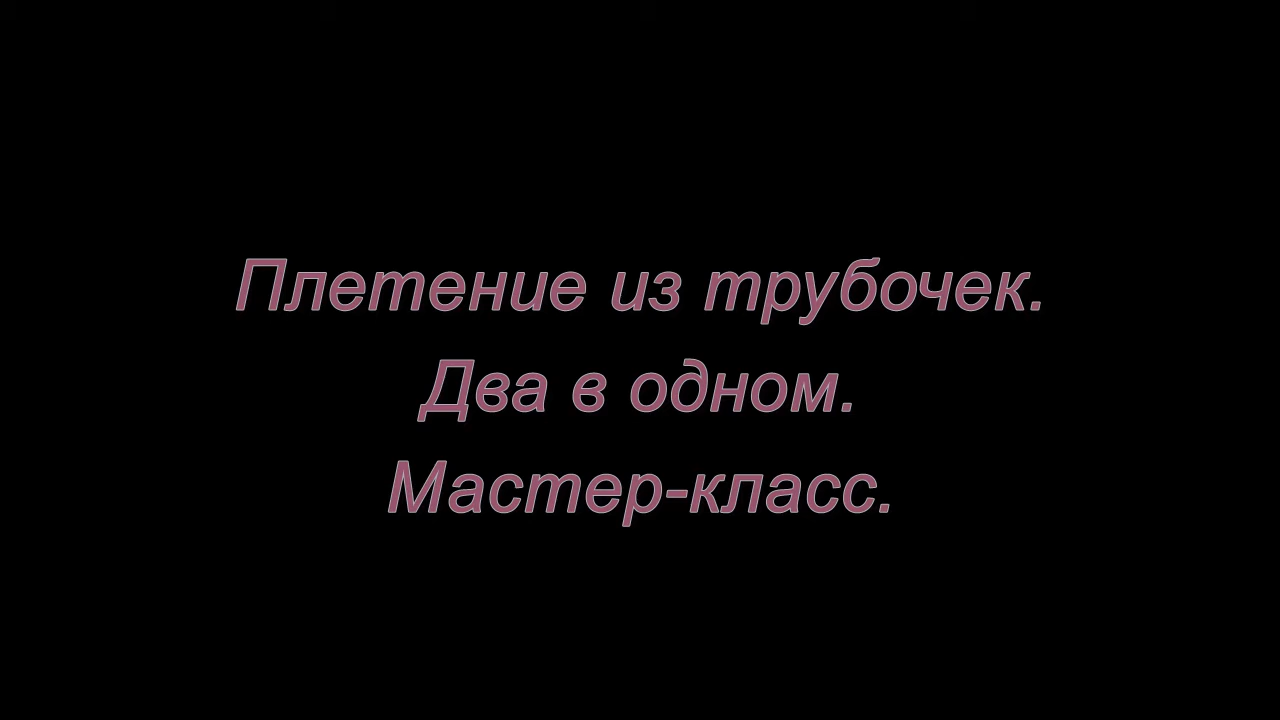 Плетение из трубочек.
Два в одном.
Мастер-класс.